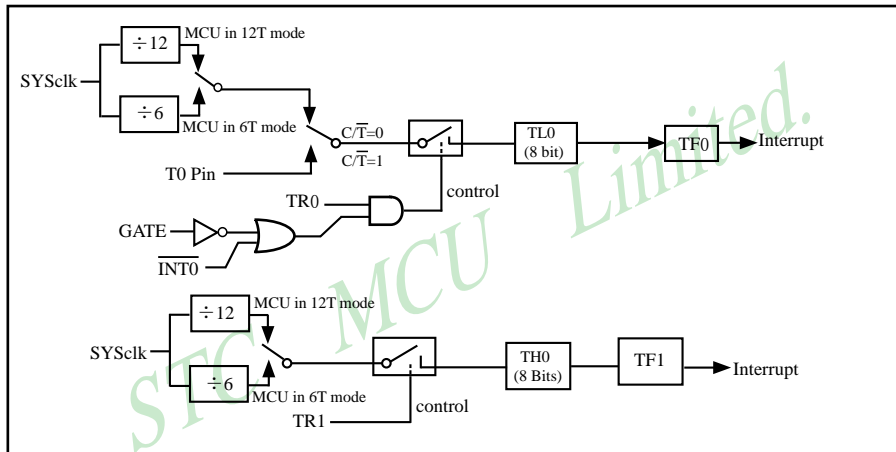 ÷12
MCU in 12T mode
SYSclk
÷6
MCU in 6T mode
C/T̅=0
C/T̅=1
T0 Pin
TL0
(8 bit)
TF0
Interrupt
control
TR0
GATE
I̅N̅T̅0̅
÷12
MCU in 12T mode
SYSclk
÷6
MCU in 6T mode
TH0
(8 Bits)
TF1
Interrupt
control
TR1
STC MCU Limited.